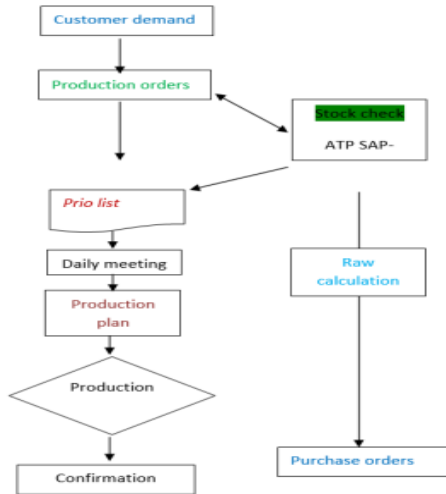 Customer demand
Production orders
Stock check
ATP SAP-
Prio list
Daily meeting
Production
plan
Raw
calculation
Production
Purchase orders
Confirmation